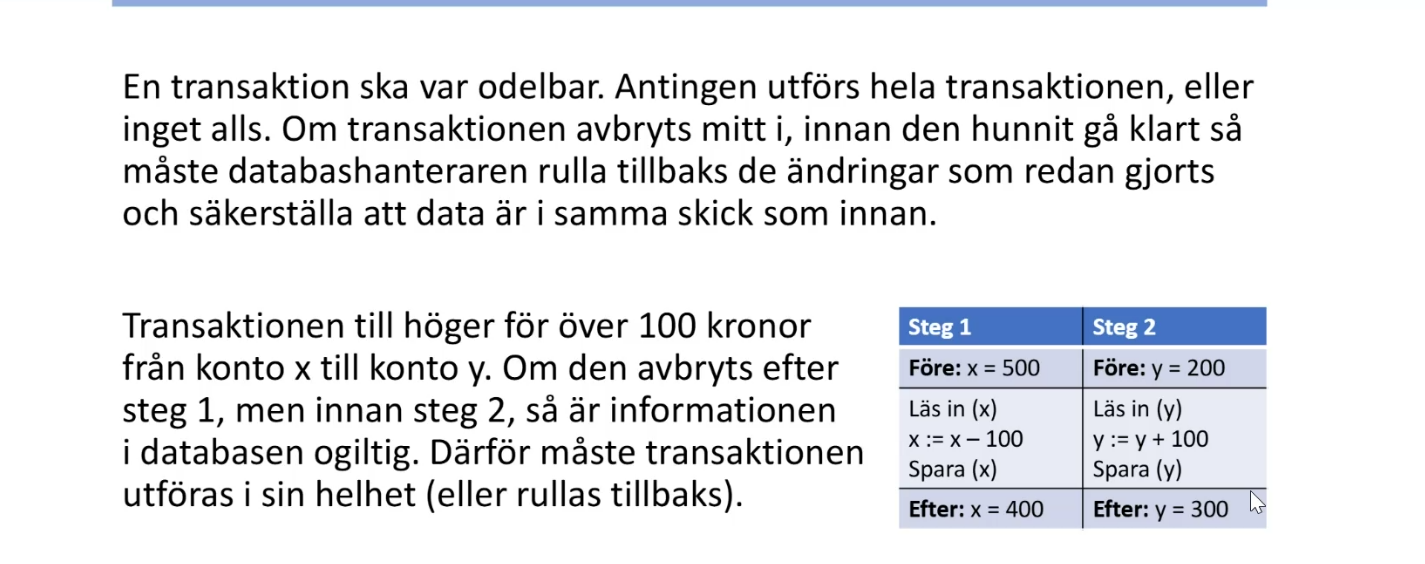 En transaktion ska var odelbar. Antingen utförs hela transaktionen, eller
inget alls. Om transaktionen avbryts mitt i, innan den hunnit gå klart så
måste databashanteraren rulla tillbaks de ändringar som redan gjorts
och säkerställa att data är i samma skick som innan.
Transaktionen till höger för över 100 kronor
från konto x till konto y. Om den avbryts efter
steg 1, men innan steg 2, så är informationen
i databasen ogiltig. Därför måste transaktionen
utföras i sin helhet (eller rullas tillbaks).
Steg 1 Steg 2
Före: x = 500 Före: y = 200
Läs in (x) Läs in (y)
x := x – 100 y := y + 100
Spara (x) Spara (y)
Efter: x = 400 Efter: y = 300